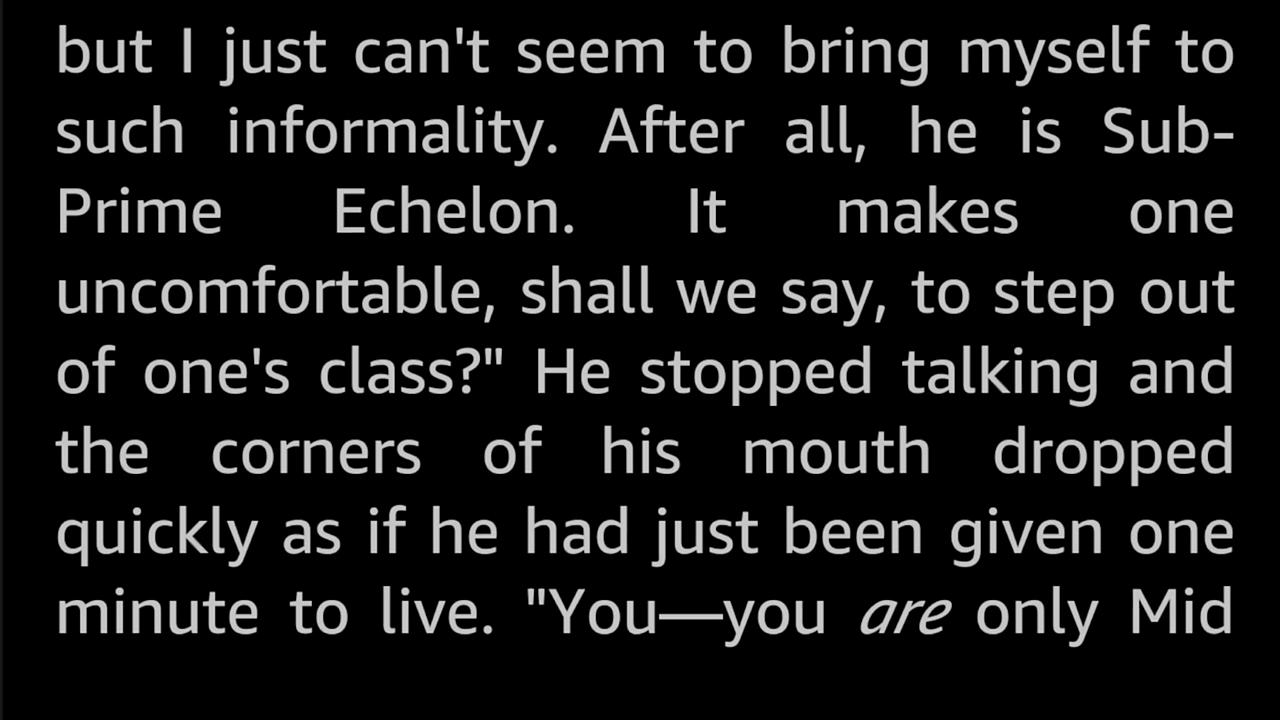 but I just can't seem to bring myself to
such informality. After all, he is Sub-
Prime Echelon. It makes one
uncomfortable, shall we say, to step out
of one's class?" He stopped talking and
the corners of his mouth dropped
quickly as if he had just been given one
minute to live. "You—you are only Mid